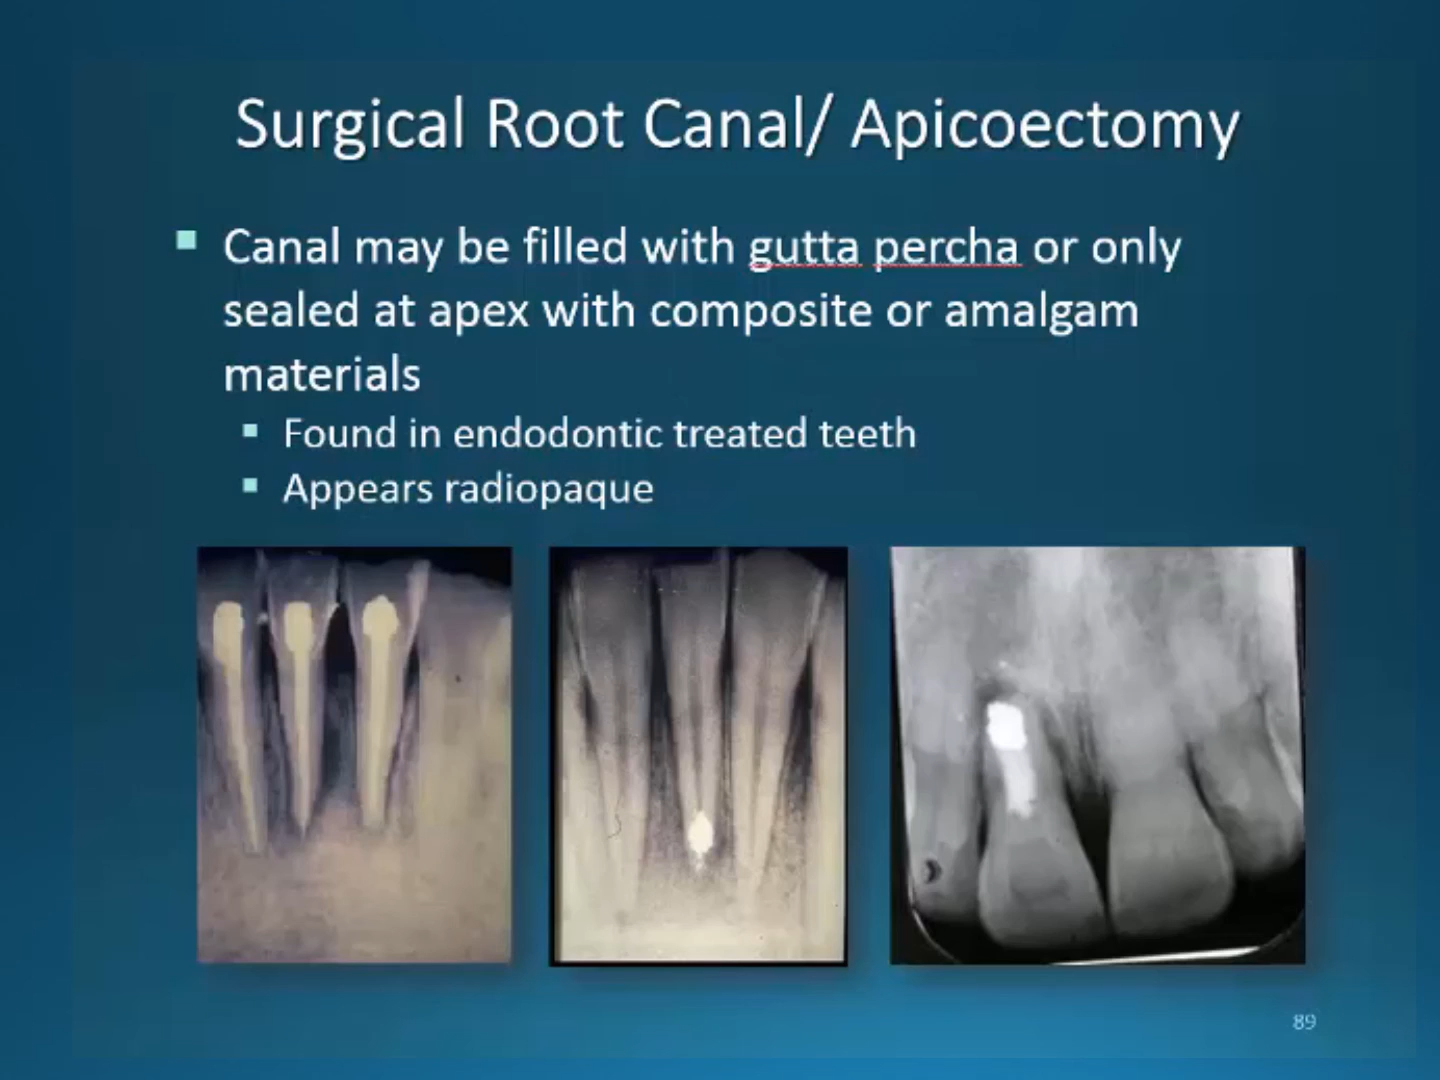 Surgical Root Canal/ Apicoectomy
▪ Canal may be filled with gutta percha or only
sealed at apex with composite or amalgam
materials
▪ Found in endodontic treated teeth
▪ Appears radiopaque
89